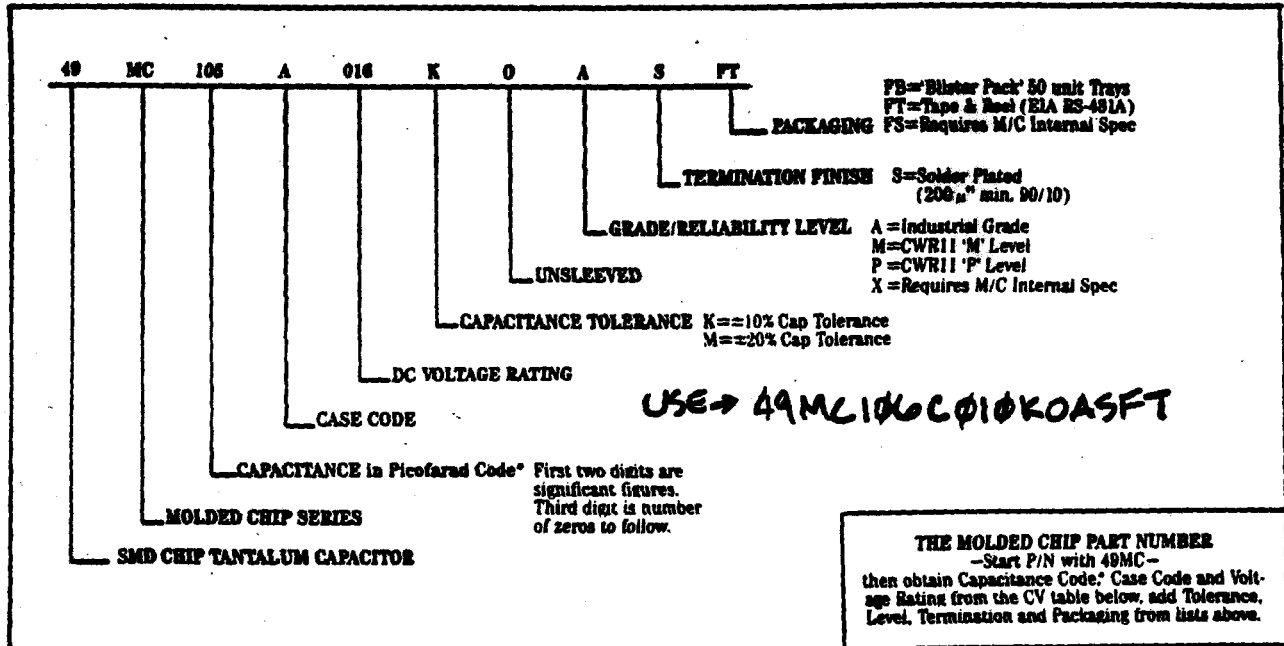 49 MC 105 A 016 K O A S FT
FB='Blister Pack' 50 unit Trays
FT=Tape & Reel (EIA RS-481A)
PACKAGING FS=Requires M/C Internal Spec
TERMINATION FINISH S=Solder Plated
(200µ" min. 90/10)
GRADE/RELIABILITY LEVEL A =Industrial Grade
M=CWR11 'M' Level
P =CWR11 'P' Level
X =Requires M/C Internal Spec
UNSLEEVED
CAPACITANCE TOLERANCE K=±10% Cap Tolerance
M=±20% Cap Tolerance
DC VOLTAGE RATING
USE→ 49MC106C010KOASFT
CASE CODE
CAPACITANCE in Picofarad Code* First two digits are
significant figures.
Third digit is number
of zeros to follow.
MOLDED CHIP SERIES
SMD CHIP TANTALUM CAPACITOR
THE MOLDED CHIP PART NUMBER
—Start P/N with 49MC—
then obtain Capacitance Code,* Case Code and Volt-
age Rating from the CV table below, add Tolerance,
Level, Termination and Packaging from lists above.